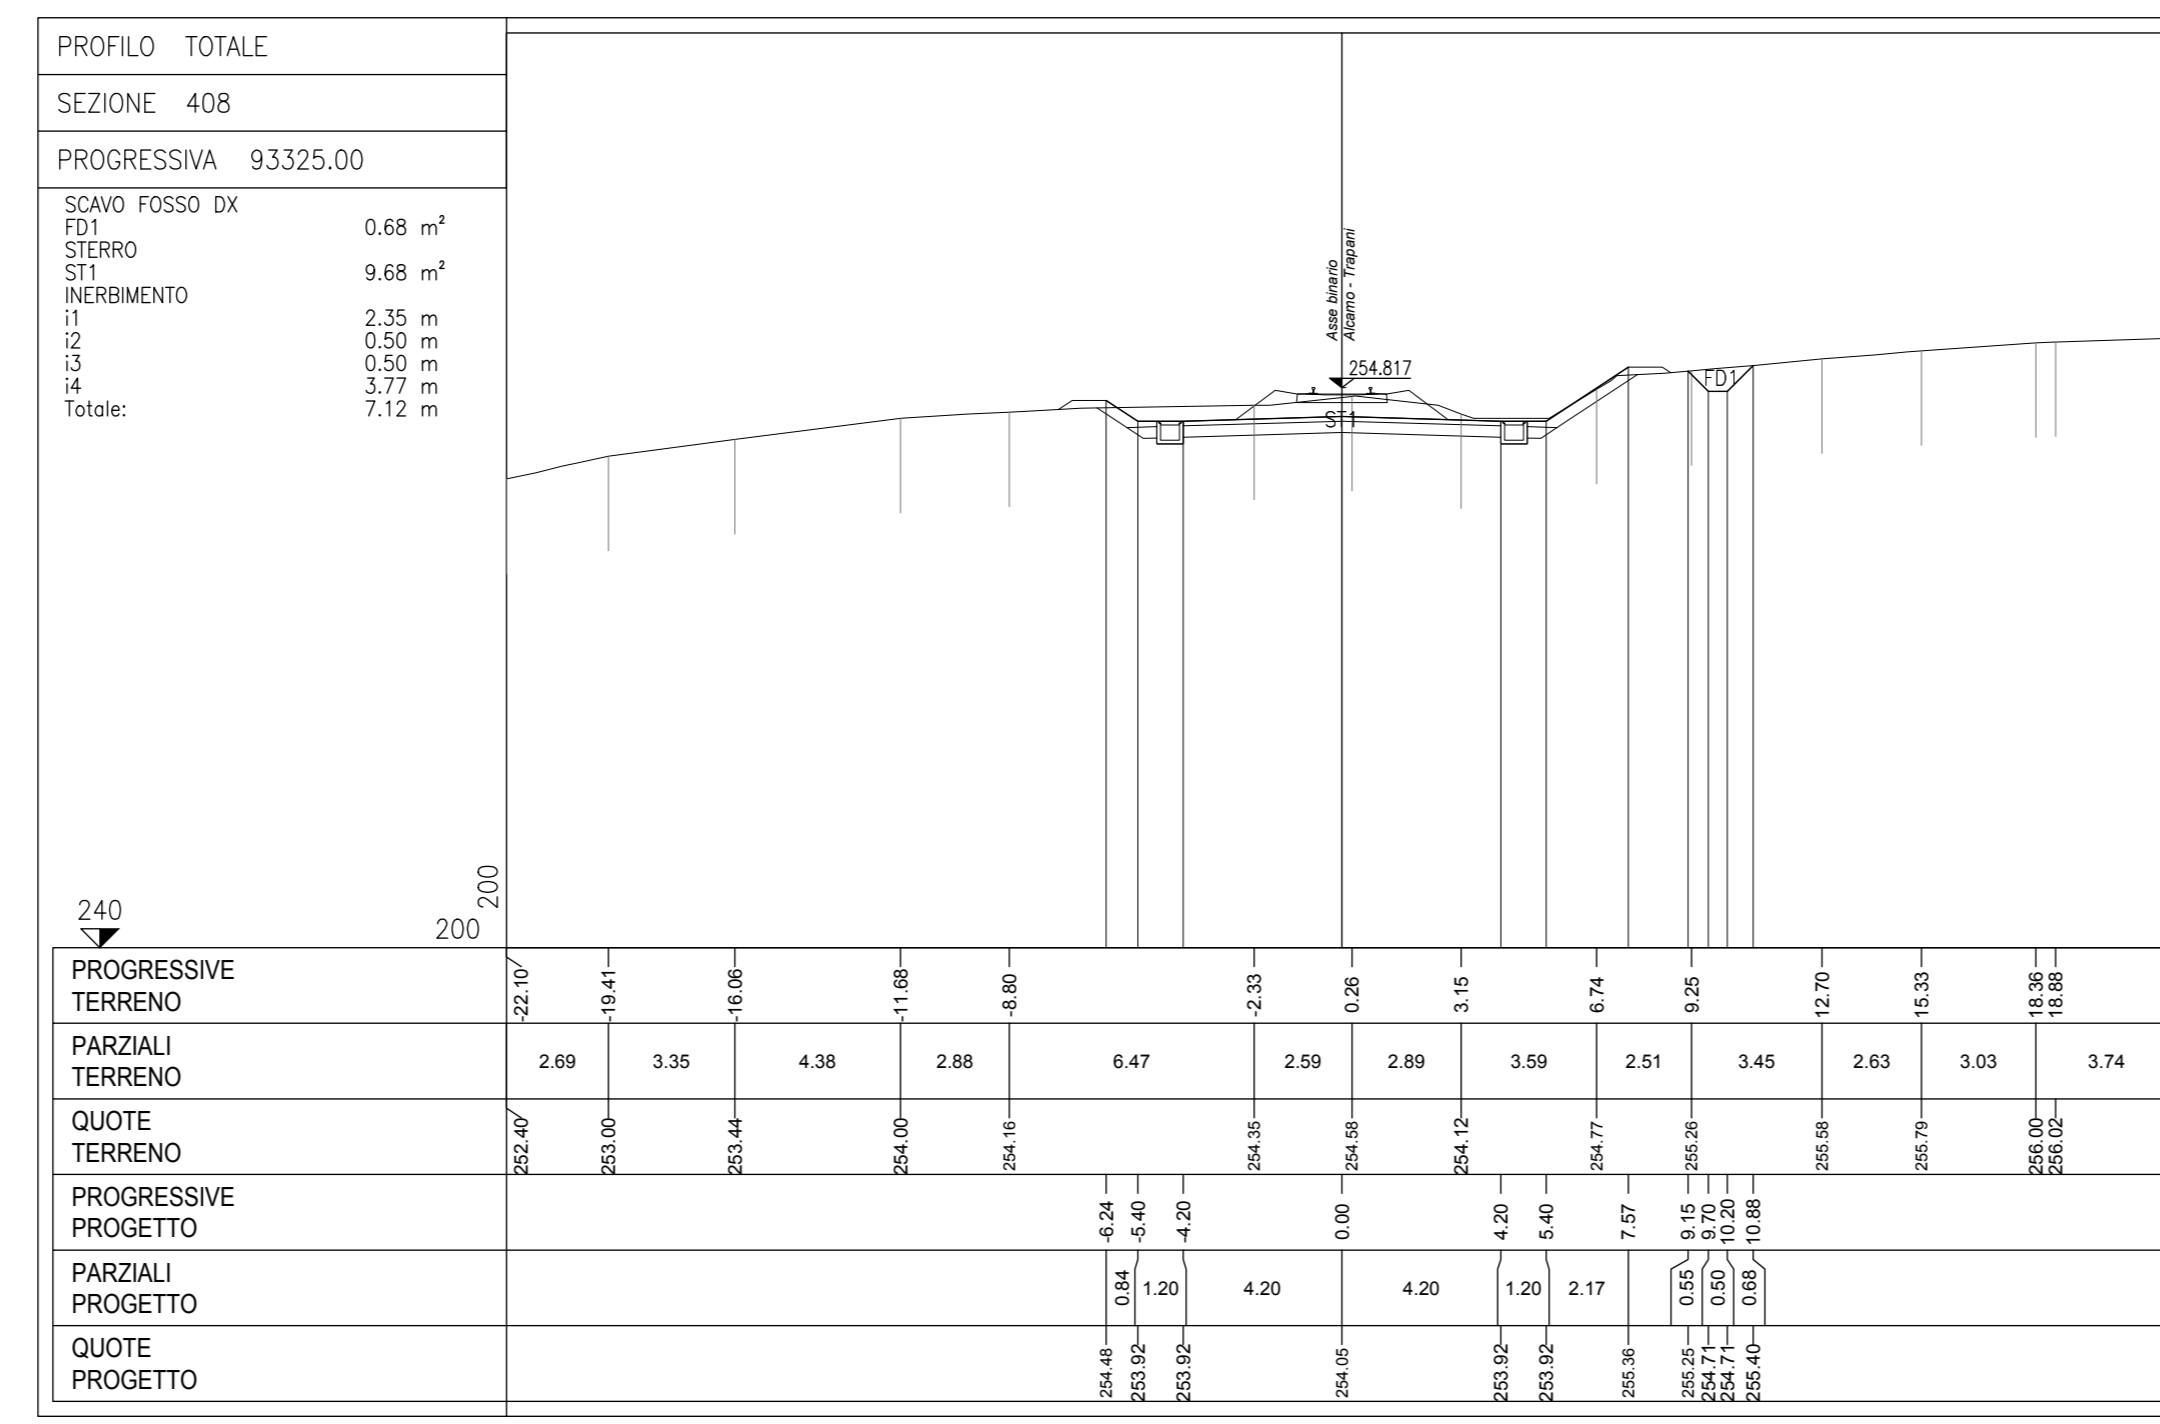 PROFILO TOTALE
SEZIONE 408
PROGRESSIVA 93325.00
SCAVO FOSSO DX
FD1 0.68 m²
STERRO
ST1 9.68 m²
INERBIMENTO
i1 2.35 m
i2 0.50 m
i3 0.50 m
i4 3.77 m
Totale: 7.12 m
Asse binario
Alcamo - Trapani
254.817
FD1
ST1
240
200
200
PROGRESSIVE
TERRENO
-22.10 -19.41 -16.06 -11.68 -8.80 -2.33 0.26 3.15 6.74 9.25 12.70 15.33 18.36 18.88
PARZIALI
TERRENO
2.69 3.35 4.38 2.88 6.47 2.59 2.89 3.59 2.51 3.45 2.63 3.03 3.74
QUOTE
TERRENO
252.40 253.00 253.44 254.00 254.16 254.35 254.58 254.12 254.77 255.26 255.58 255.79 256.00 256.02
PROGRESSIVE
PROGETTO
-6.24 -5.40 -4.20 0.00 4.20 5.40 7.57 9.15 9.70 10.20 10.88
PARZIALI
PROGETTO
0.84 1.20 4.20 4.20 1.20 2.17 0.55 0.50 0.68
QUOTE
PROGETTO
254.48 253.92 253.92 254.05 253.92 253.92 255.36 255.25 254.71 254.71 255.40